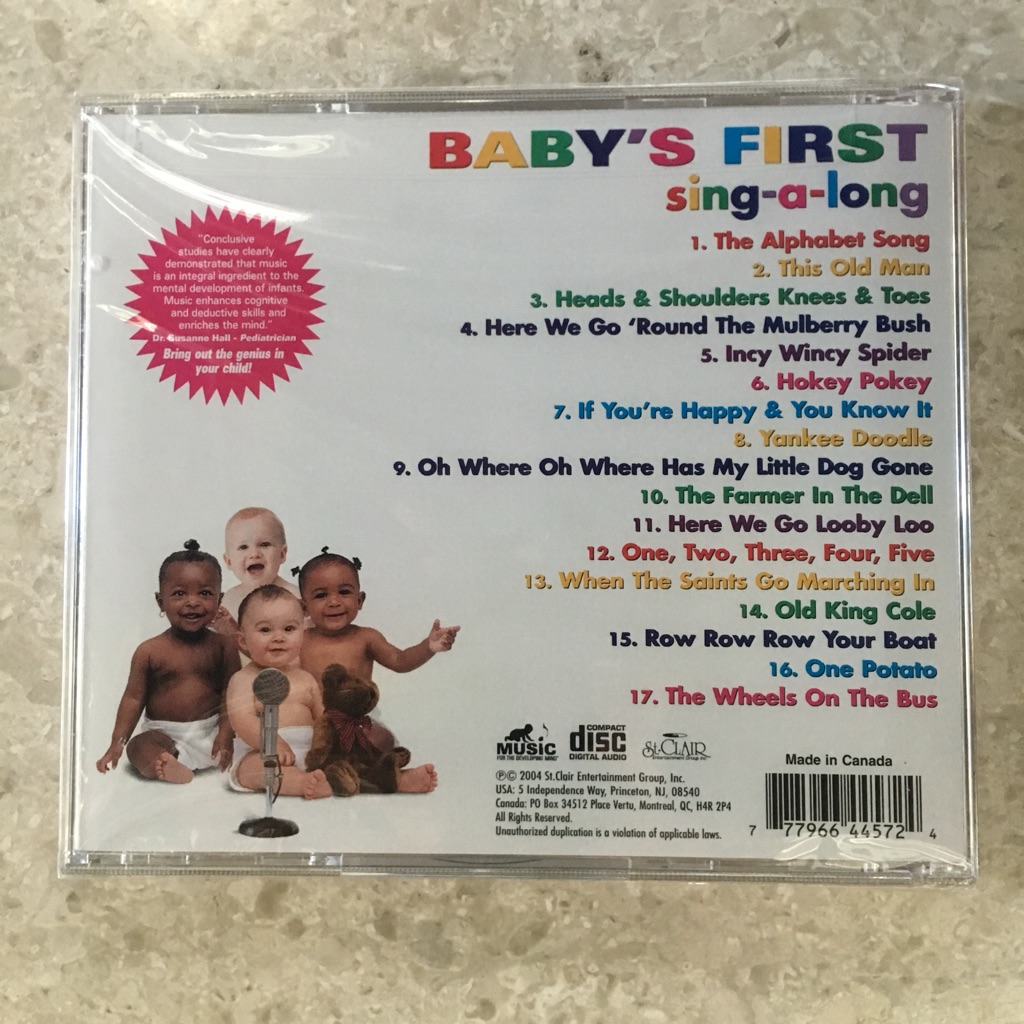 BABY'S FIRST
sing-a-long
"Conclusive
studies have clearly
demonstrated that music
is an integral ingredient to the
mental development of infants.
Music enhances cognitive
and deductive skills and
enriches the mind."
Dr. Susanne Hall - Pediatrician
Bring out the genius in
your child!
1. The Alphabet Song
2. This Old Man
3. Heads & Shoulders Knees & Toes
4. Here We Go 'Round The Mulberry Bush
5. Incy Wincy Spider
6. Hokey Pokey
7. If You're Happy & You Know It
8. Yankee Doodle
9. Oh Where Oh Where Has My Little Dog Gone
10. The Farmer In The Dell
11. Here We Go Looby Loo
12. One, Two, Three, Four, Five
13. When The Saints Go Marching In
14. Old King Cole
15. Row Row Row Your Boat
16. One Potato
17. The Wheels On The Bus
MUSIC
FOR THE DEVELOPING MIND
COMPACT
disc
DIGITAL AUDIO
St-CLAIR
Entertainment Group Inc.
℗© 2004 St.Clair Entertainment Group, Inc.
USA: 5 Independence Way, Princeton, NJ, 08540
Canada: PO Box 34512 Place Vertu, Montreal, QC, H4R 2P4
All Rights Reserved.
Unauthorized duplication is a violation of applicable laws.
Made in Canada
7 77966 44572 4